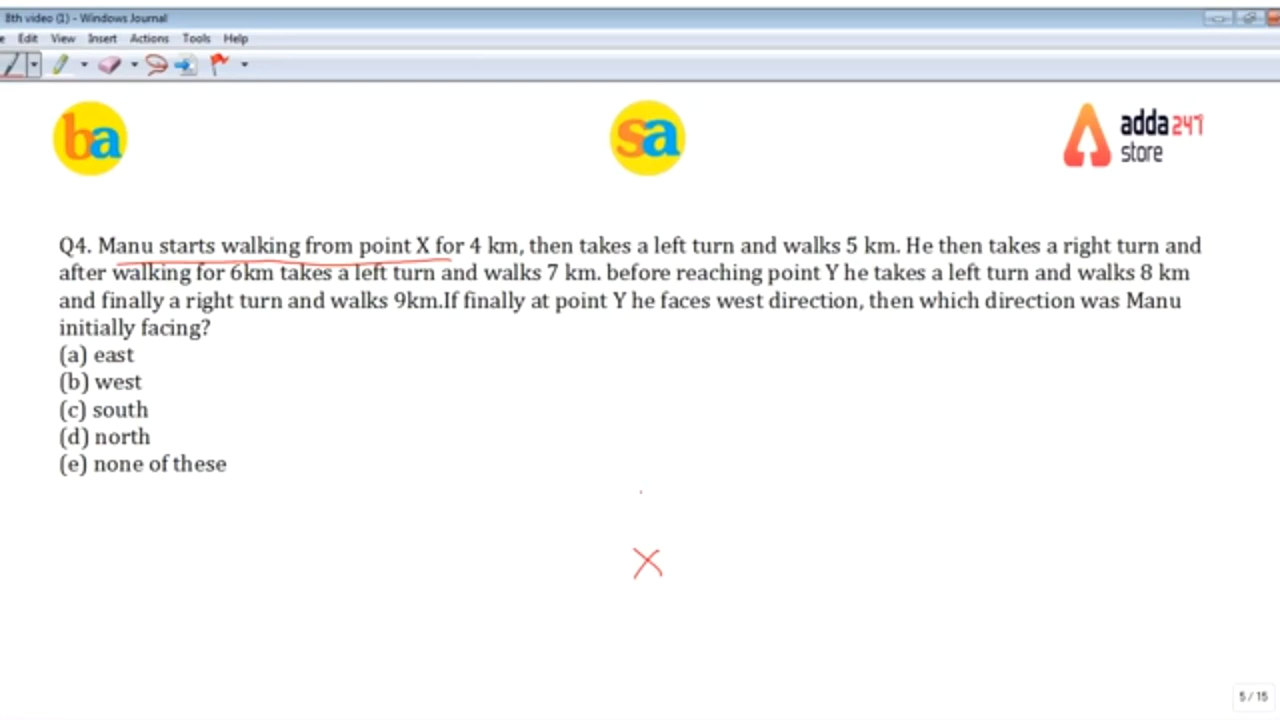 8th video (1) - Windows Journal
e Edit View Insert Actions Tools Help
ba
sa
adda247
store
Q4. Manu starts walking from point X for 4 km, then takes a left turn and walks 5 km. He then takes a right turn and
after walking for 6km takes a left turn and walks 7 km. before reaching point Y he takes a left turn and walks 8 km
and finally a right turn and walks 9km.If finally at point Y he faces west direction, then which direction was Manu
initially facing?
(a) east
(b) west
(c) south
(d) north
(e) none of these
X
5 / 15